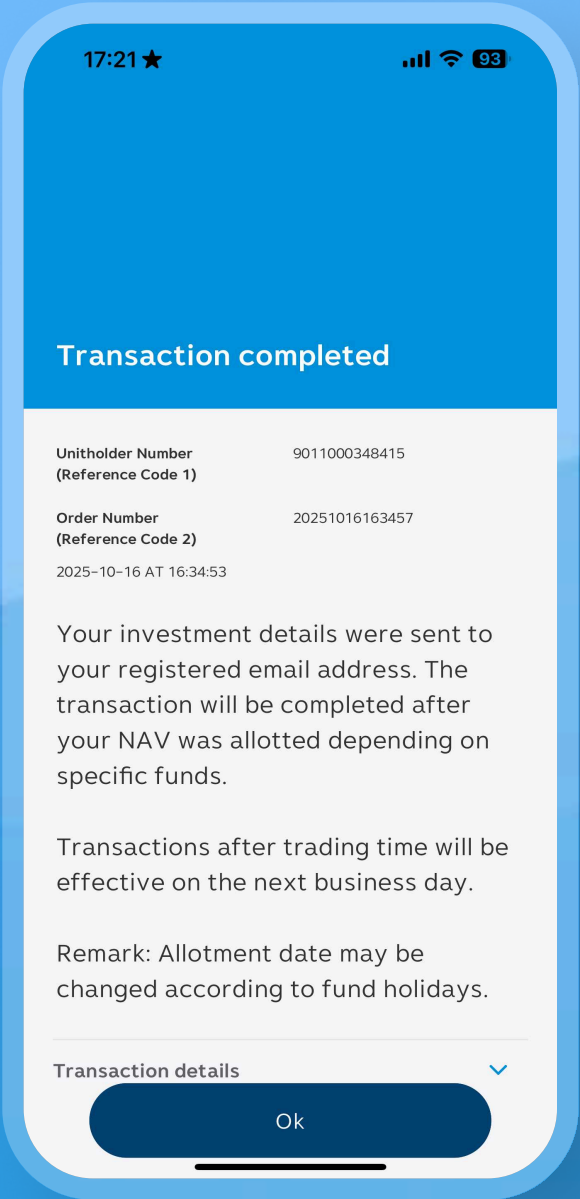 17:21 93
Transaction completed
Unitholder Number 9011000348415
(Reference Code 1)
Order Number 20251016163457
(Reference Code 2)
2025-10-16 AT 16:34:53
Your investment details were sent to
your registered email address. The
transaction will be completed after
your NAV was allotted depending on
specific funds.
Transactions after trading time will be
effective on the next business day.
Remark: Allotment date may be
changed according to fund holidays.
Transaction details
Ok